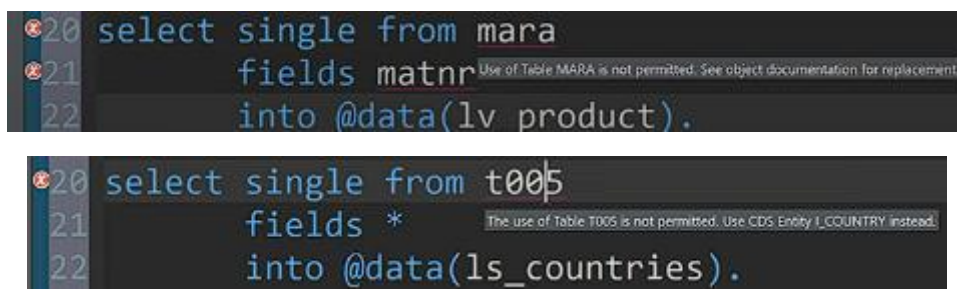 20 select single from mara
21 fields matnr Use of Table MARA is not permitted. See object documentation for replacement
22 into @data(lv_product).
20 select single from t005
21 fields * The use of Table T005 is not permitted. Use CDS Entity I_COUNTRY instead.
22 into @data(ls_countries).